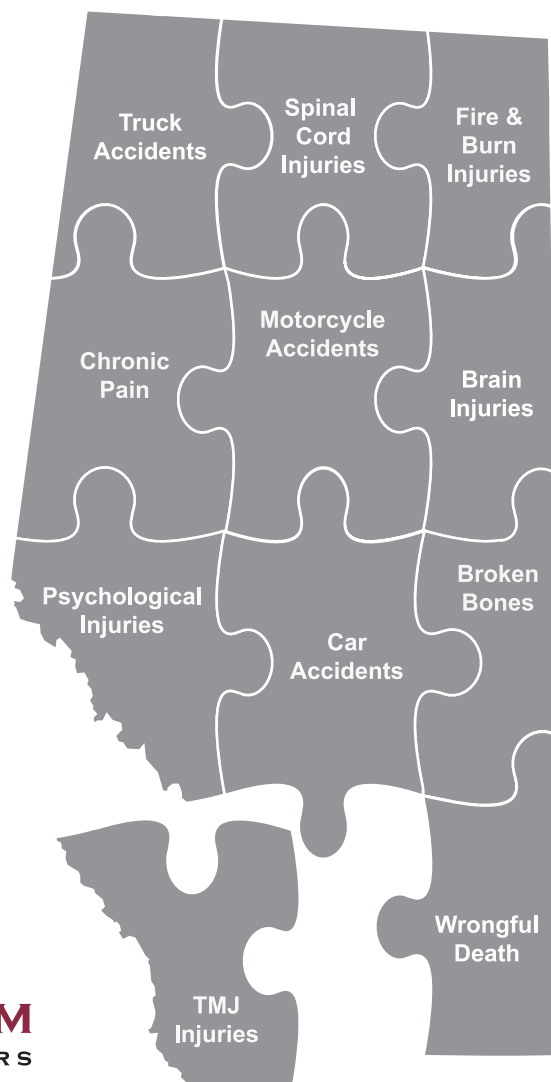 Truck
Accidents
Spinal
Cord
Injuries
Fire &
Burn
Injuries
Chronic
Pain
Motorcycle
Accidents
Brain
Injuries
Psychological
Injuries
Car
Accidents
Broken
Bones
Wrongful
Death
TMJ
Injuries
M
RS